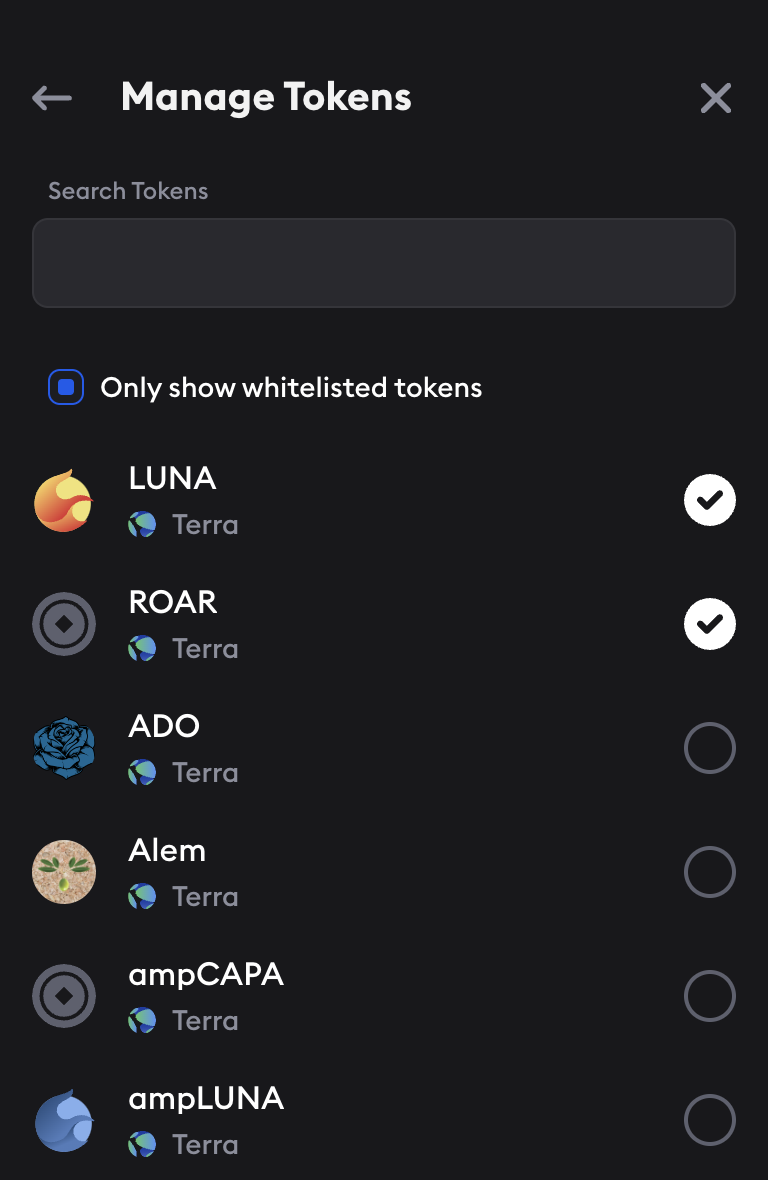 Manage Tokens
Search Tokens
Only show whitelisted tokens
LUNA
Terra
ROAR
Terra
ADO
Terra
Alem
Terra
ampCAPA
Terra
ampLUNA
Terra